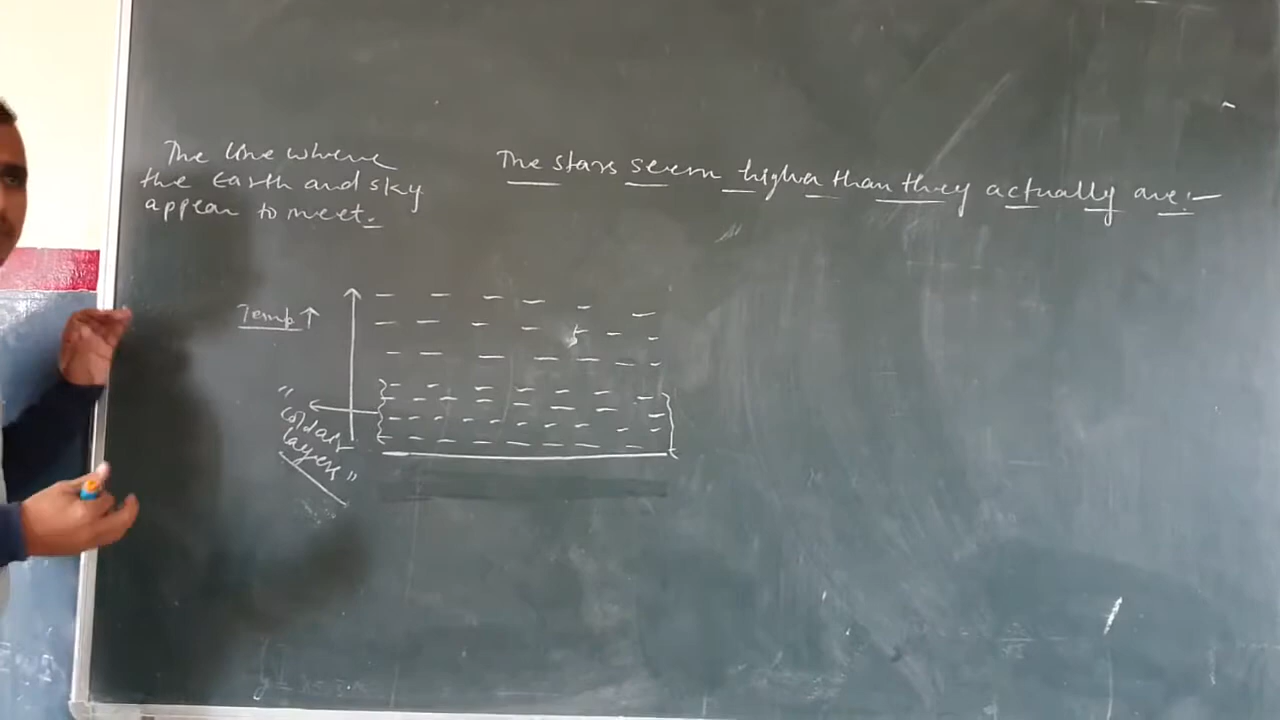 The line where
the Earth and sky
appear to meet.
The stars seem higher than they actually are:-
Temp ↑
"
colder
layers"